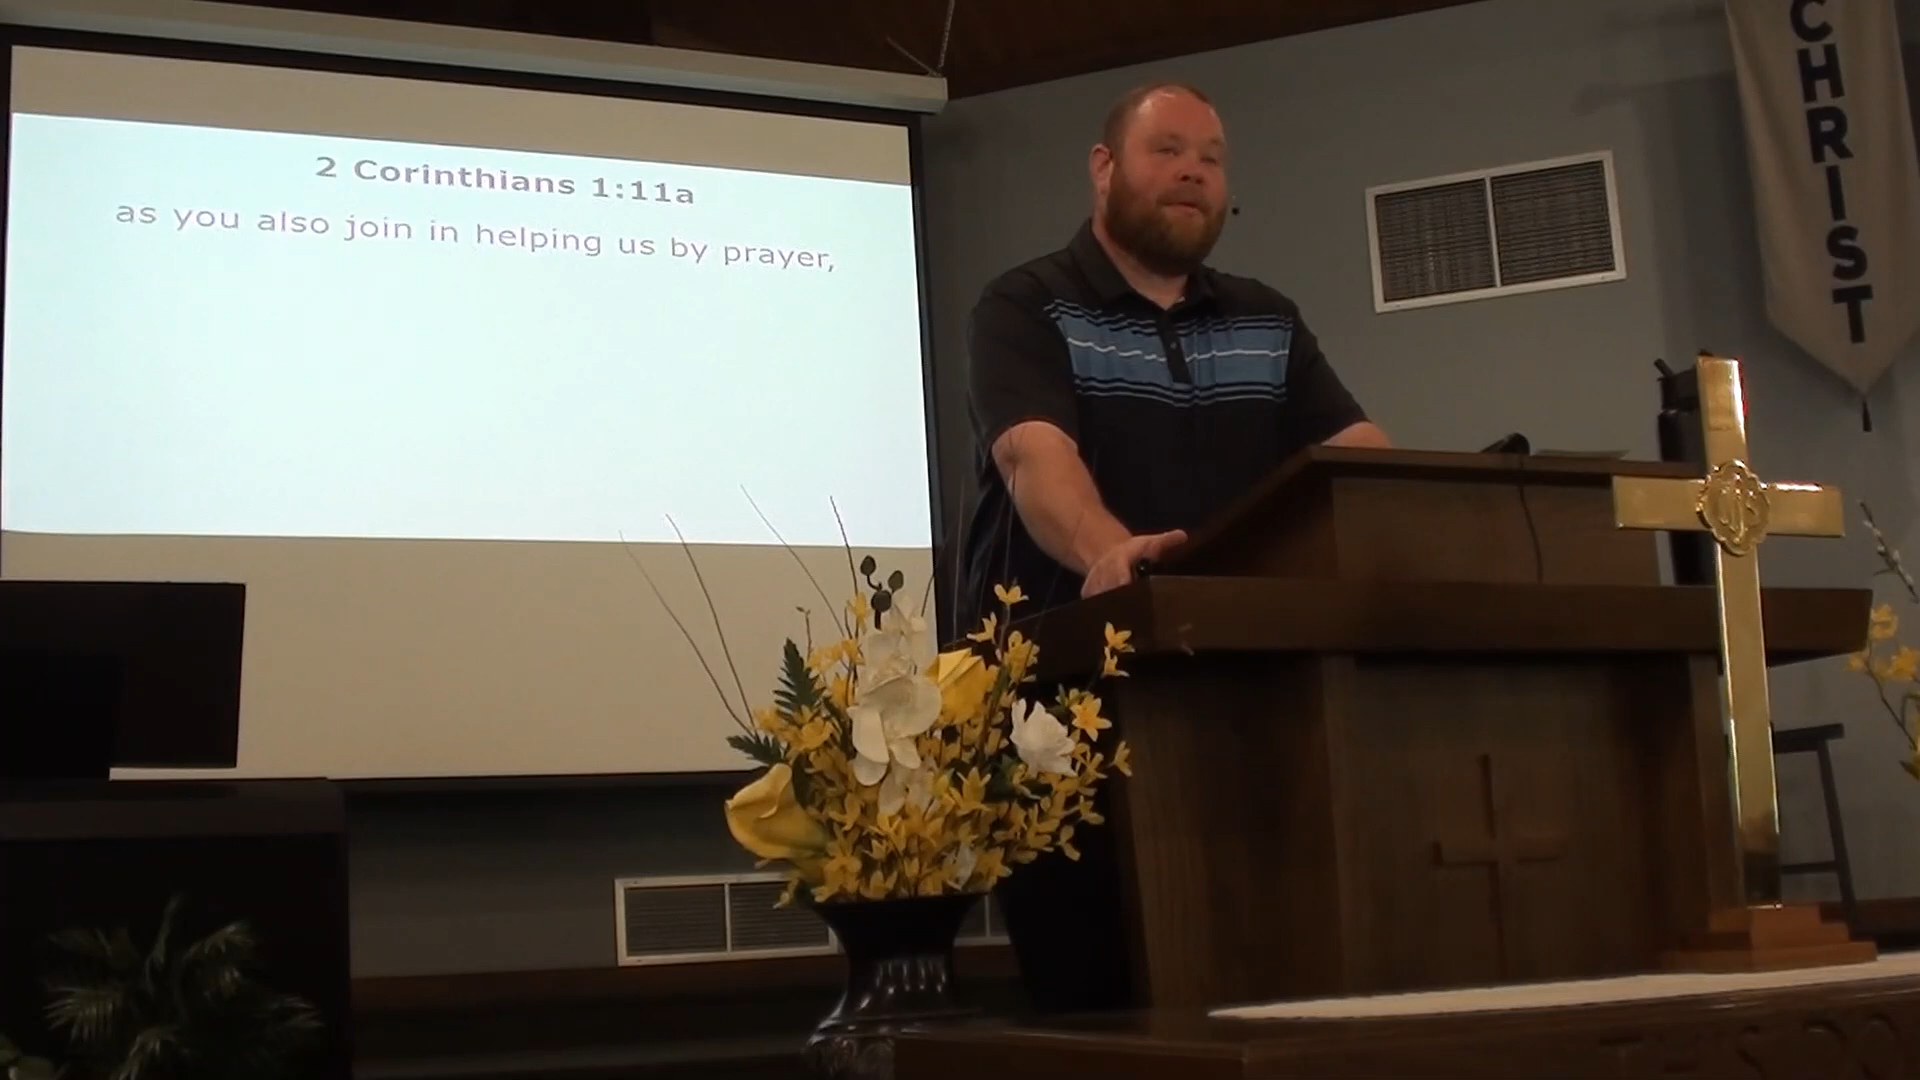 2 Corinthians 1:11a
as you also join in helping us by prayer,
CHRIST